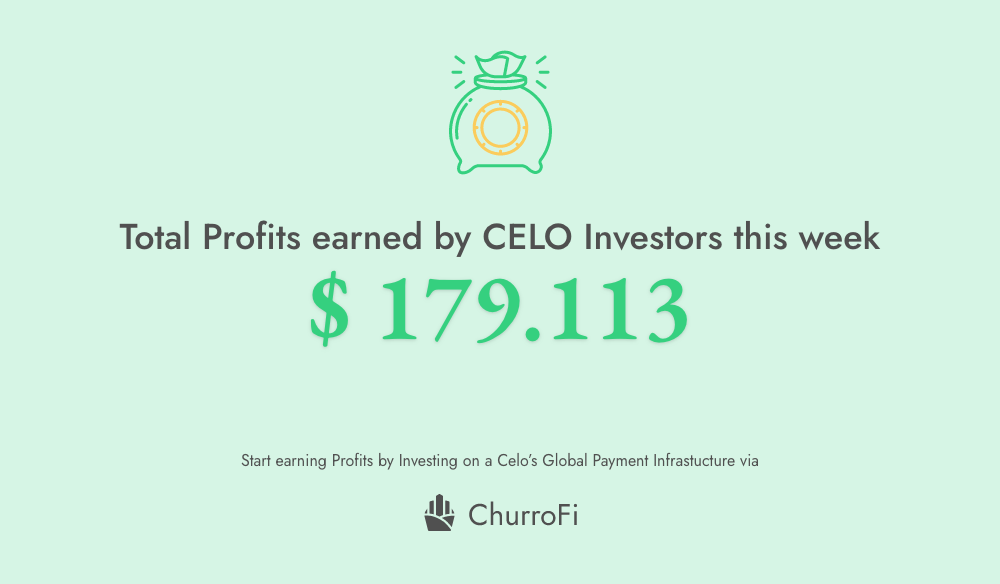 Total Profits earned by CELO Investors this week
$ 179.113
Start earning Profits by Investing on a Celo's Global Payment Infrastucture via
ChurroFi